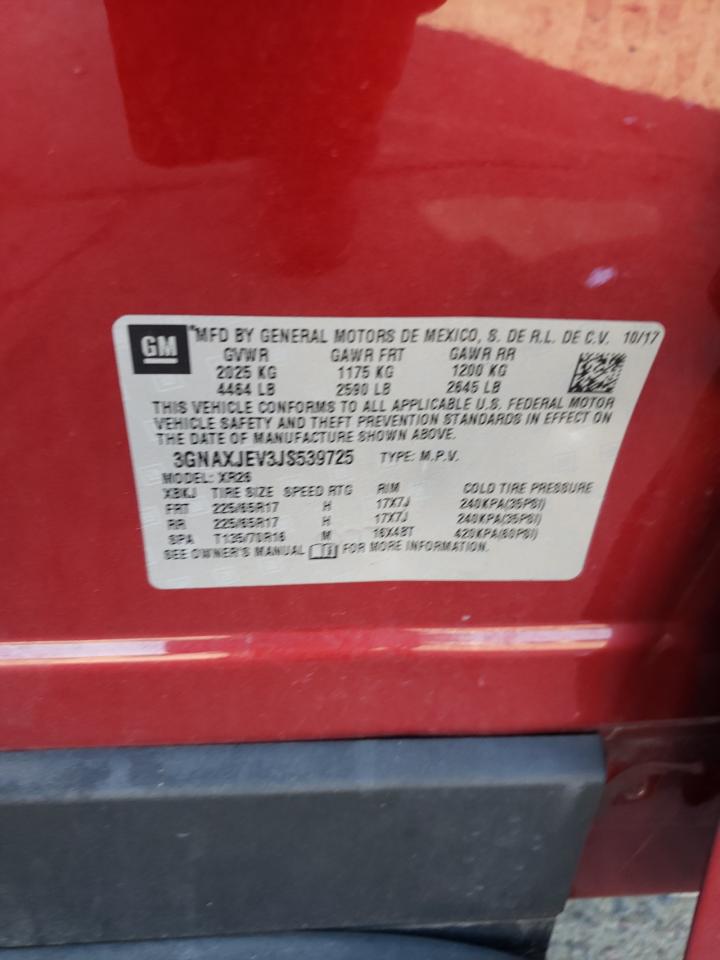 GM
*MFD BY GENERAL MOTORS DE MEXICO, S. DE R.L. DE C.V. 10/17
GVWR GAWR FRT GAWR RR
2025 KG 1175 KG 1200 KG
4464 LB 2590 LB 2645 LB
THIS VEHICLE CONFORMS TO ALL APPLICABLE U.S. FEDERAL MOTOR
VEHICLE SAFETY AND THEFT PREVENTION STANDARDS IN EFFECT ON
THE DATE OF MANUFACTURE SHOWN ABOVE.
3GNAXJEV3JS539725 TYPE: M.P.V.
MODEL: XR26
XBKJ TIRE SIZE SPEED RTG RIM COLD TIRE PRESSURE
FRT 225/65R17 H 17X7J 240KPA(35PSI)
RR 225/65R17 H 17X7J 240KPA(35PSI)
SPA T135/70R16 M 16X4BT 420KPA(60PSI)
SEE OWNER'S MANUAL FOR MORE INFORMATION.